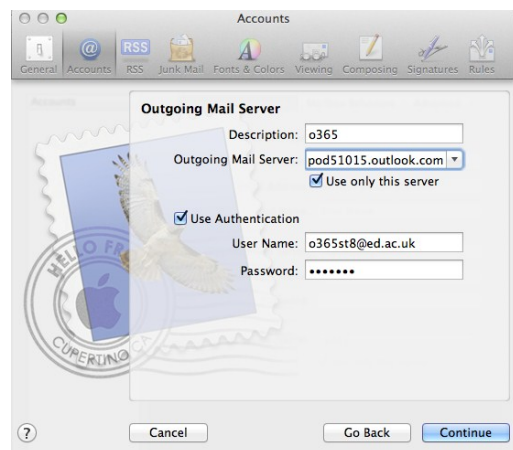 Accounts
General Accounts RSS Junk Mail Fonts & Colors Viewing Composing Signatures Rules
RSS
Accounts
Outgoing Mail Server
Description: o365
Outgoing Mail Server: pod51015.outlook.com
Use only this server
Use Authentication
User Name: o365st8@ed.ac.uk
Password: •••••••
HELLO FR
CUPERTINO CA
? Cancel Go Back Continue